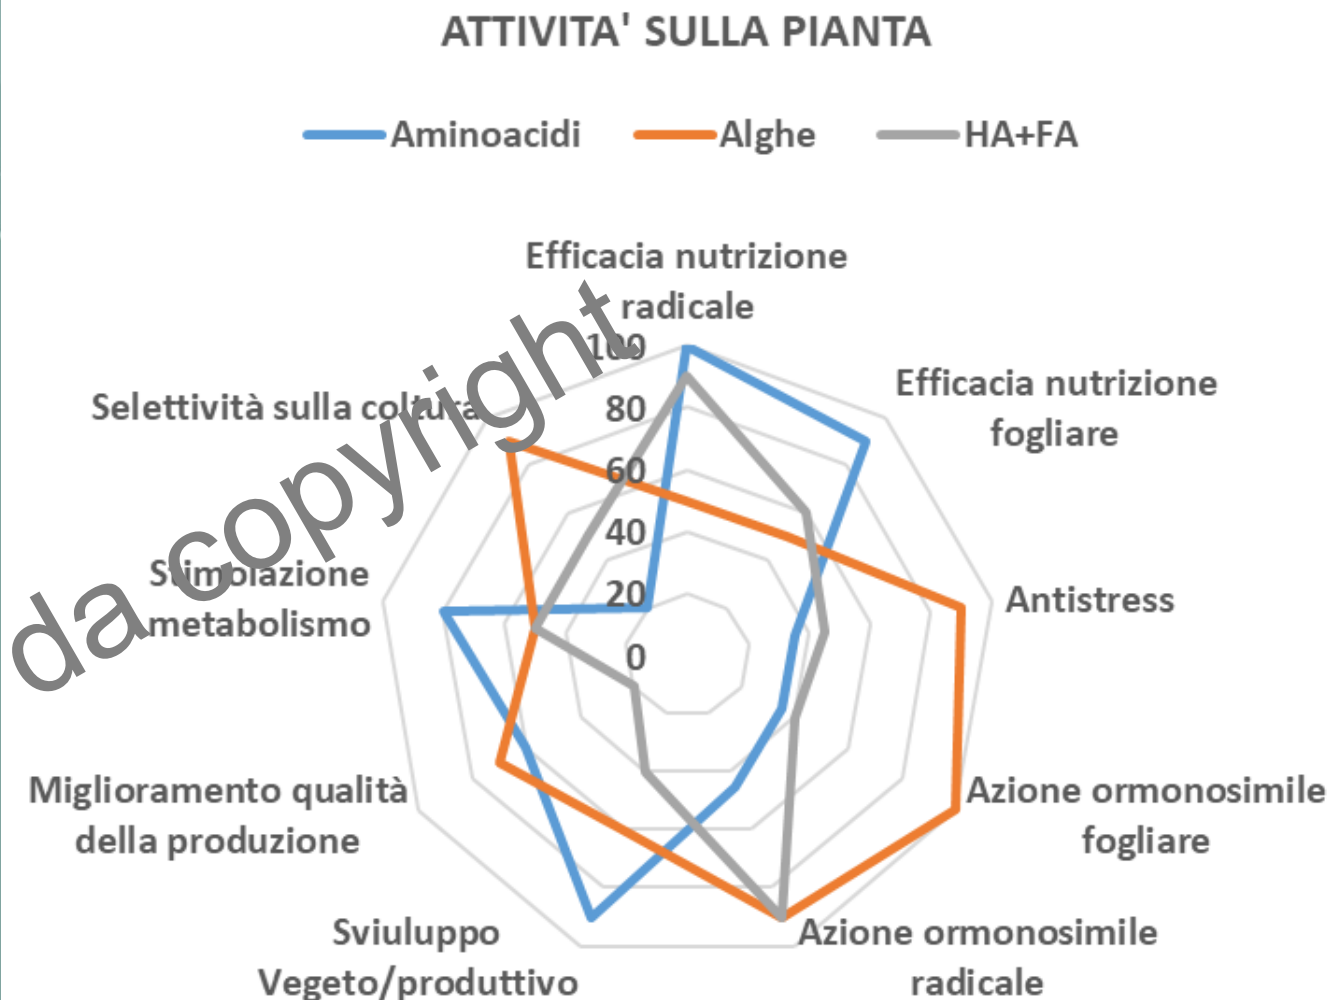 ATTIVITA' SULLA PIANTA
Aminoacidi Alghe HA+FA
Efficacia nutrizione
radicale
100
80
60
40
20
0
Efficacia nutrizione
fogliare
Antistress
Azione ormonosimile
fogliare
Azione ormonosimile
radicale
Sviuluppo
Vegeto/produttivo
Miglioramento qualità
della produzione
Stimolazione
metabolismo
Selettività sulla coltura
da copyright